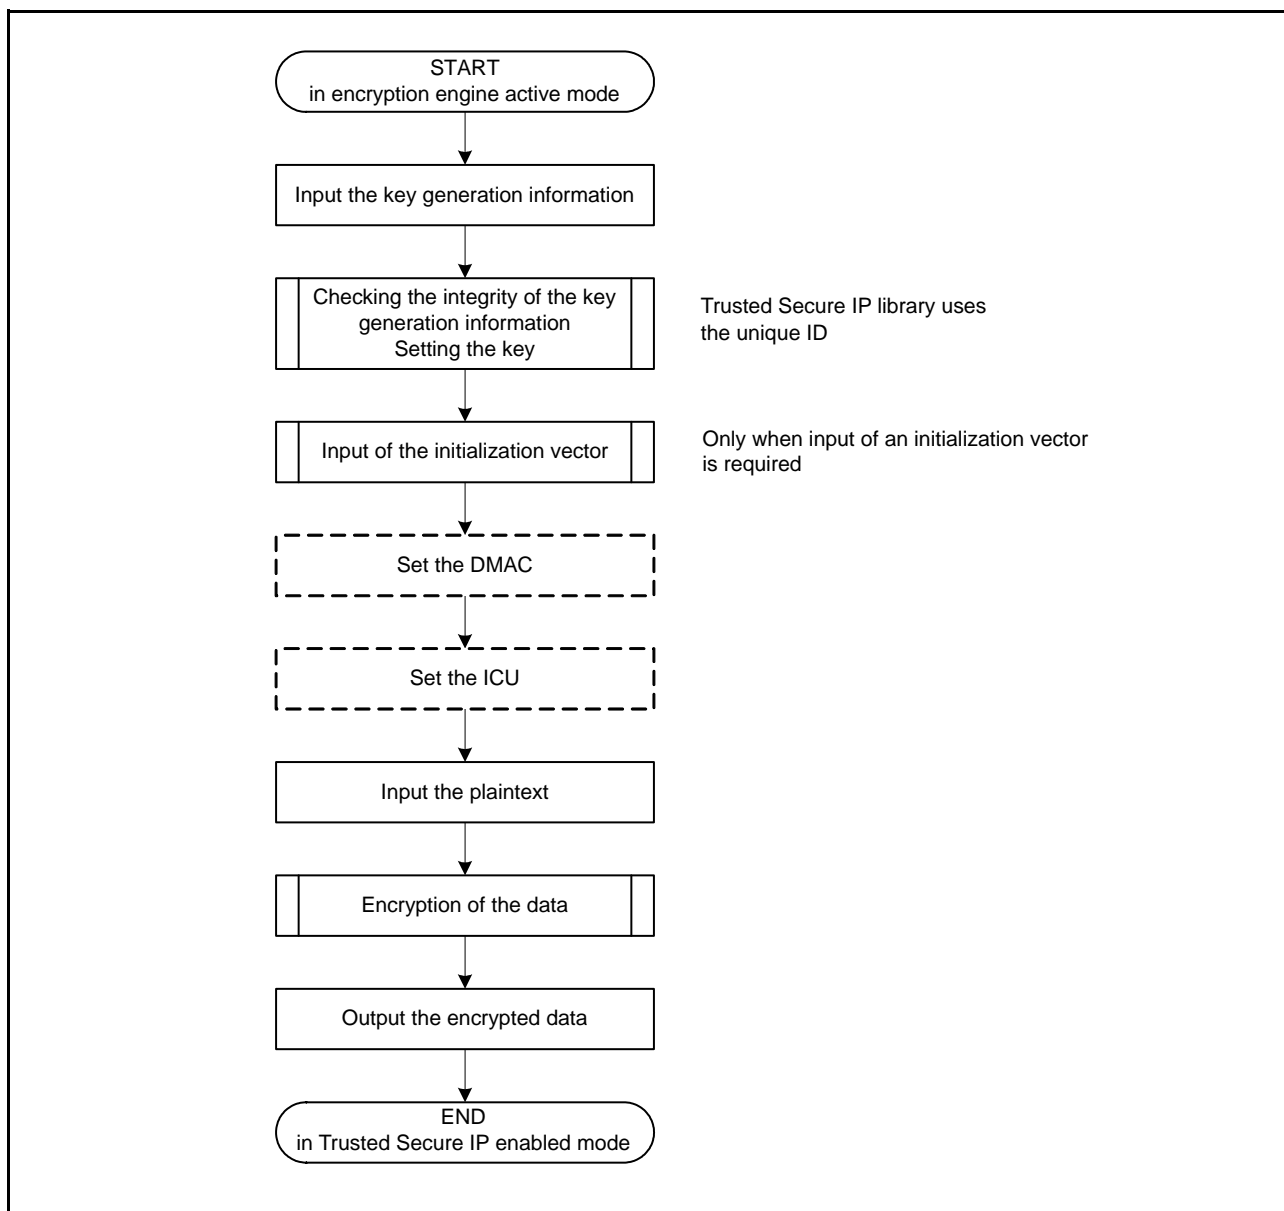 START
in encryption engine active mode
Input the key generation information
Checking the integrity of the key
generation information
Setting the key
Trusted Secure IP library uses
the unique ID
Input of the initialization vector
Only when input of an initialization vector
is required
Set the DMAC
Set the ICU
Input the plaintext
Encryption of the data
Output the encrypted data
END
in Trusted Secure IP enabled mode